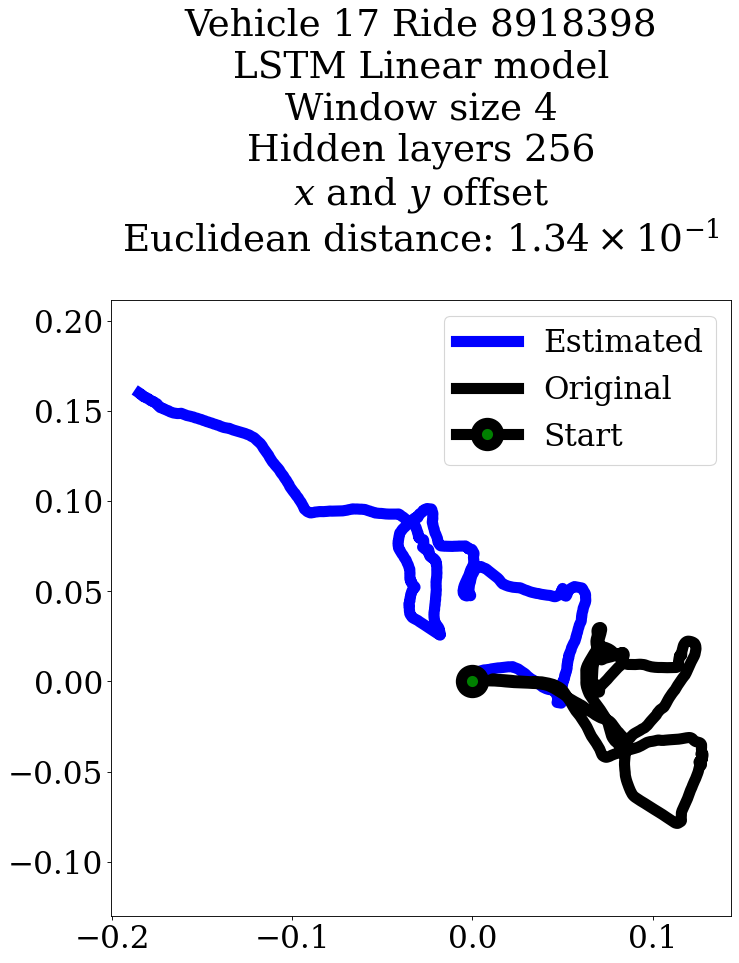 Vehicle 17 Ride 8918398
LSTM Linear model
Window size 4
Hidden layers 256
x and y offset
Euclidean distance: 1.34 × 10⁻¹
Estimated
Original
Start
0.20
0.15
0.10
0.05
0.00
−0.05
−0.10
−0.2
−0.1
0.0
0.1